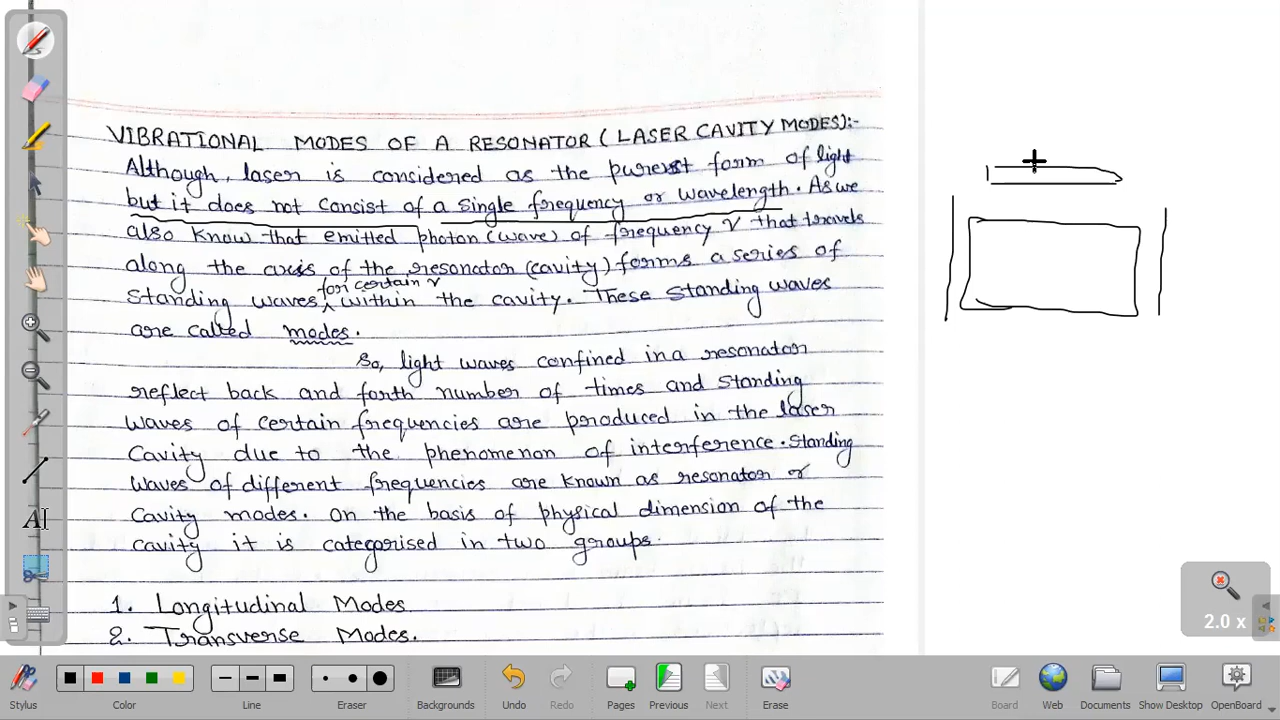 VIBRATIONAL MODES OF A RESONATOR (LASER CAVITY MODES):-
Although, laser is considered as the purest form of light
but it does not consist of a single frequency or wavelength. As we
also know that emitted photon (wave) of frequency ν that travels
along the axis of the resonator (cavity) forms a series of
for certain ν
standing waves, ^ within the cavity. These standing waves
are called modes.
So, light waves confined in a resonator
reflect back and forth number of times and standing
waves of certain frequencies are produced in the laser
cavity due to the phenomenon of interference. Standing
waves of different frequencies are known as resonator or
cavity modes. On the basis of physical dimension of the
cavity it is categorised in two groups.
1. Longitudinal Modes.
2. Transverse Modes.
AI
2.0 x
Styles
Color
Line
Eraser
Backgrounds
Undo
Redo
Pages
Previous
Next
Erase
Board
Web
Documents
Show Desktop
OpenBoard